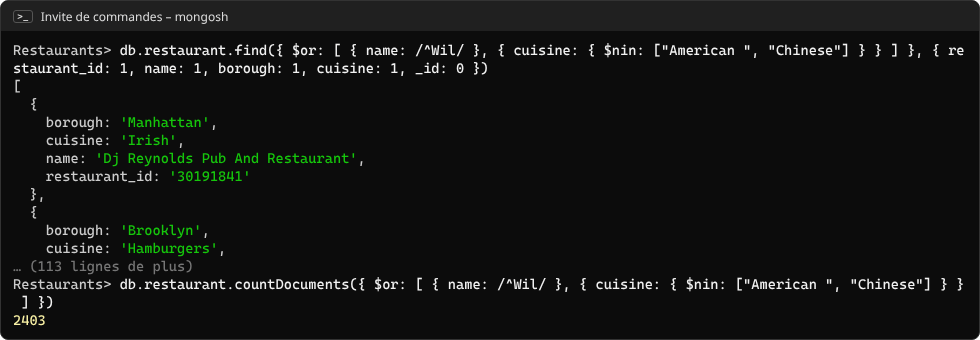 >_ Invite de commandes – mongosh
Restaurants> db.restaurant.find({ $or: [ { name: /^Wil/ }, { cuisine: { $nin: ["American ", "Chinese"] } } ] }, { re
staurant_id: 1, name: 1, borough: 1, cuisine: 1, _id: 0 })
[
  {
    borough: 'Manhattan',
    cuisine: 'Irish',
    name: 'Dj Reynolds Pub And Restaurant',
    restaurant_id: '30191841'
  },
  {
    borough: 'Brooklyn',
    cuisine: 'Hamburgers',
… (113 lignes de plus)
Restaurants> db.restaurant.countDocuments({ $or: [ { name: /^Wil/ }, { cuisine: { $nin: ["American ", "Chinese"] } }
 ] })
2403